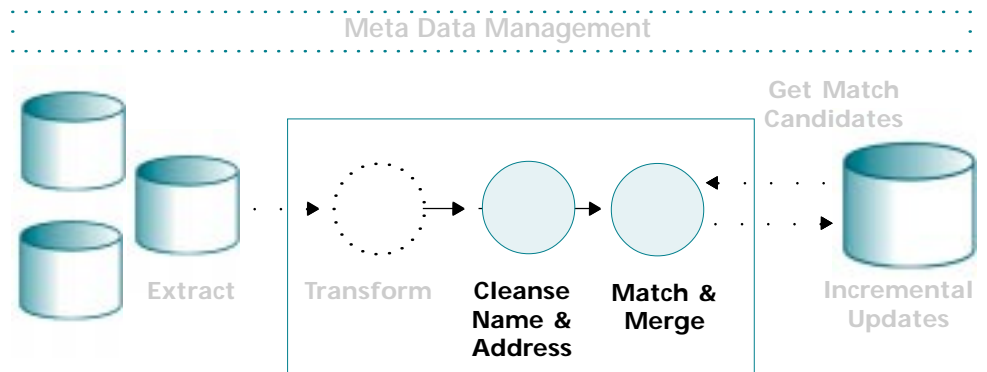 Meta Data Management
Get Match
Candidates
Extract
Transform
Cleanse
Name &
Address
Match &
Merge
Incremental
Updates